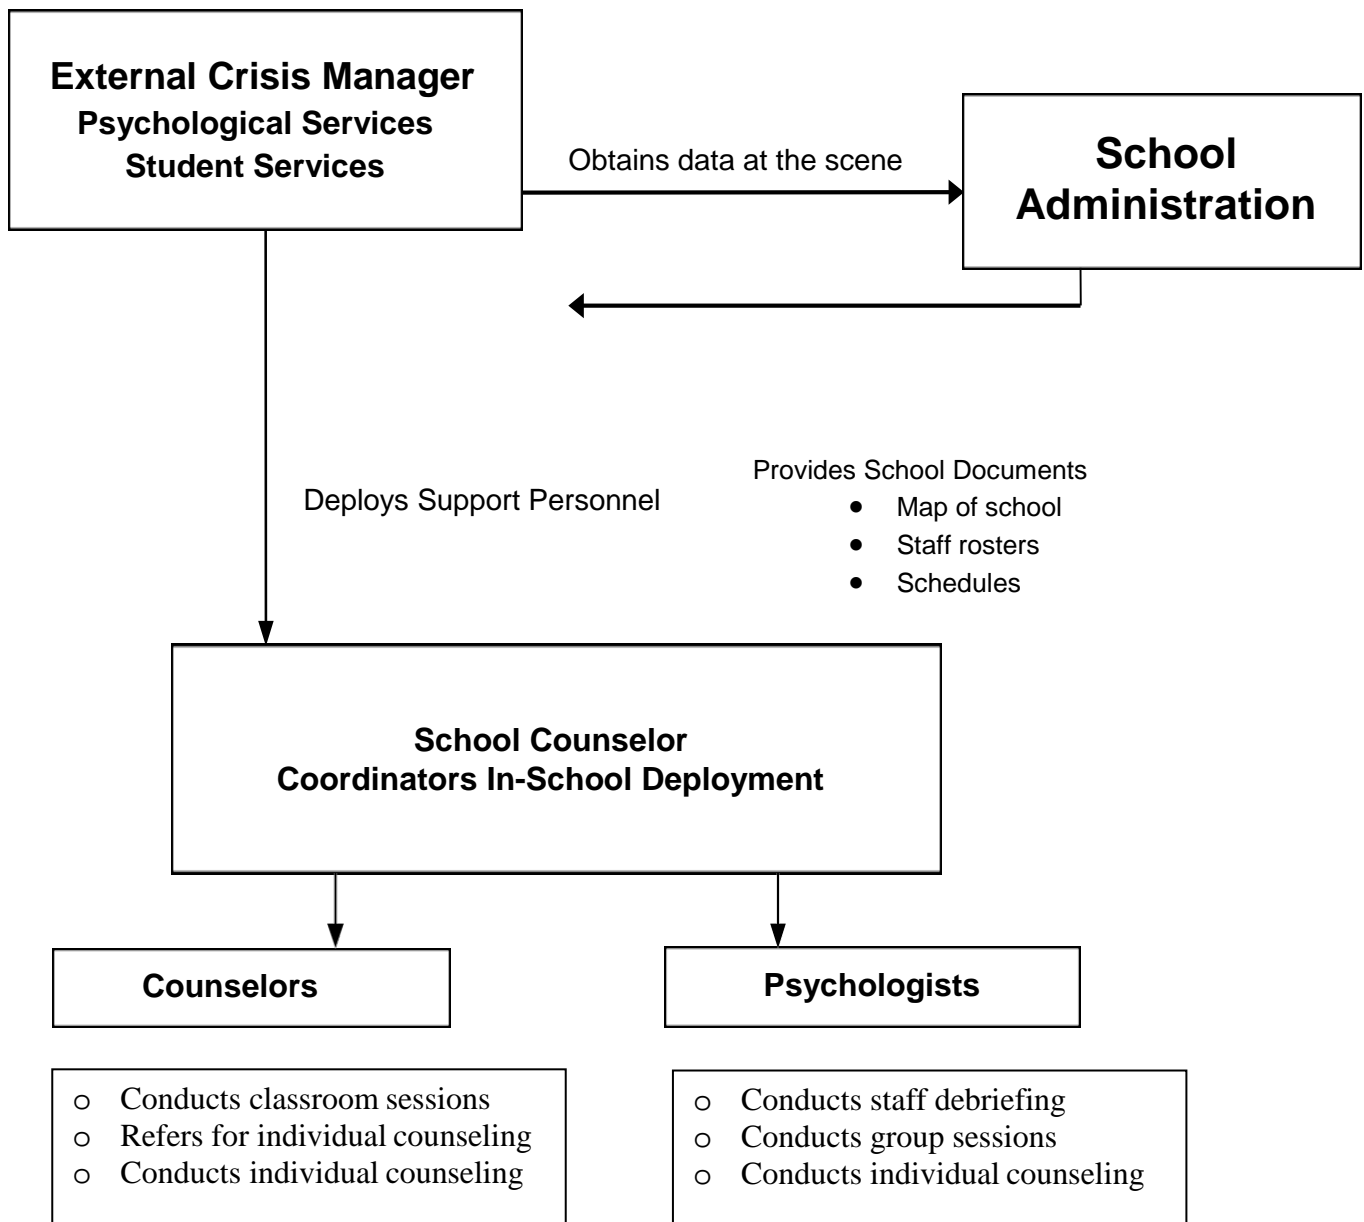 External Crisis Manager
Psychological Services
Student Services
Obtains data at the scene
School
Administration
Deploys Support Personnel
Provides School Documents
● Map of school
● Staff rosters
● Schedules
School Counselor
Coordinators In-School Deployment
Counselors
Psychologists
o Conducts classroom sessions
o Refers for individual counseling
o Conducts individual counseling
o Conducts staff debriefing
o Conducts group sessions
o Conducts individual counseling